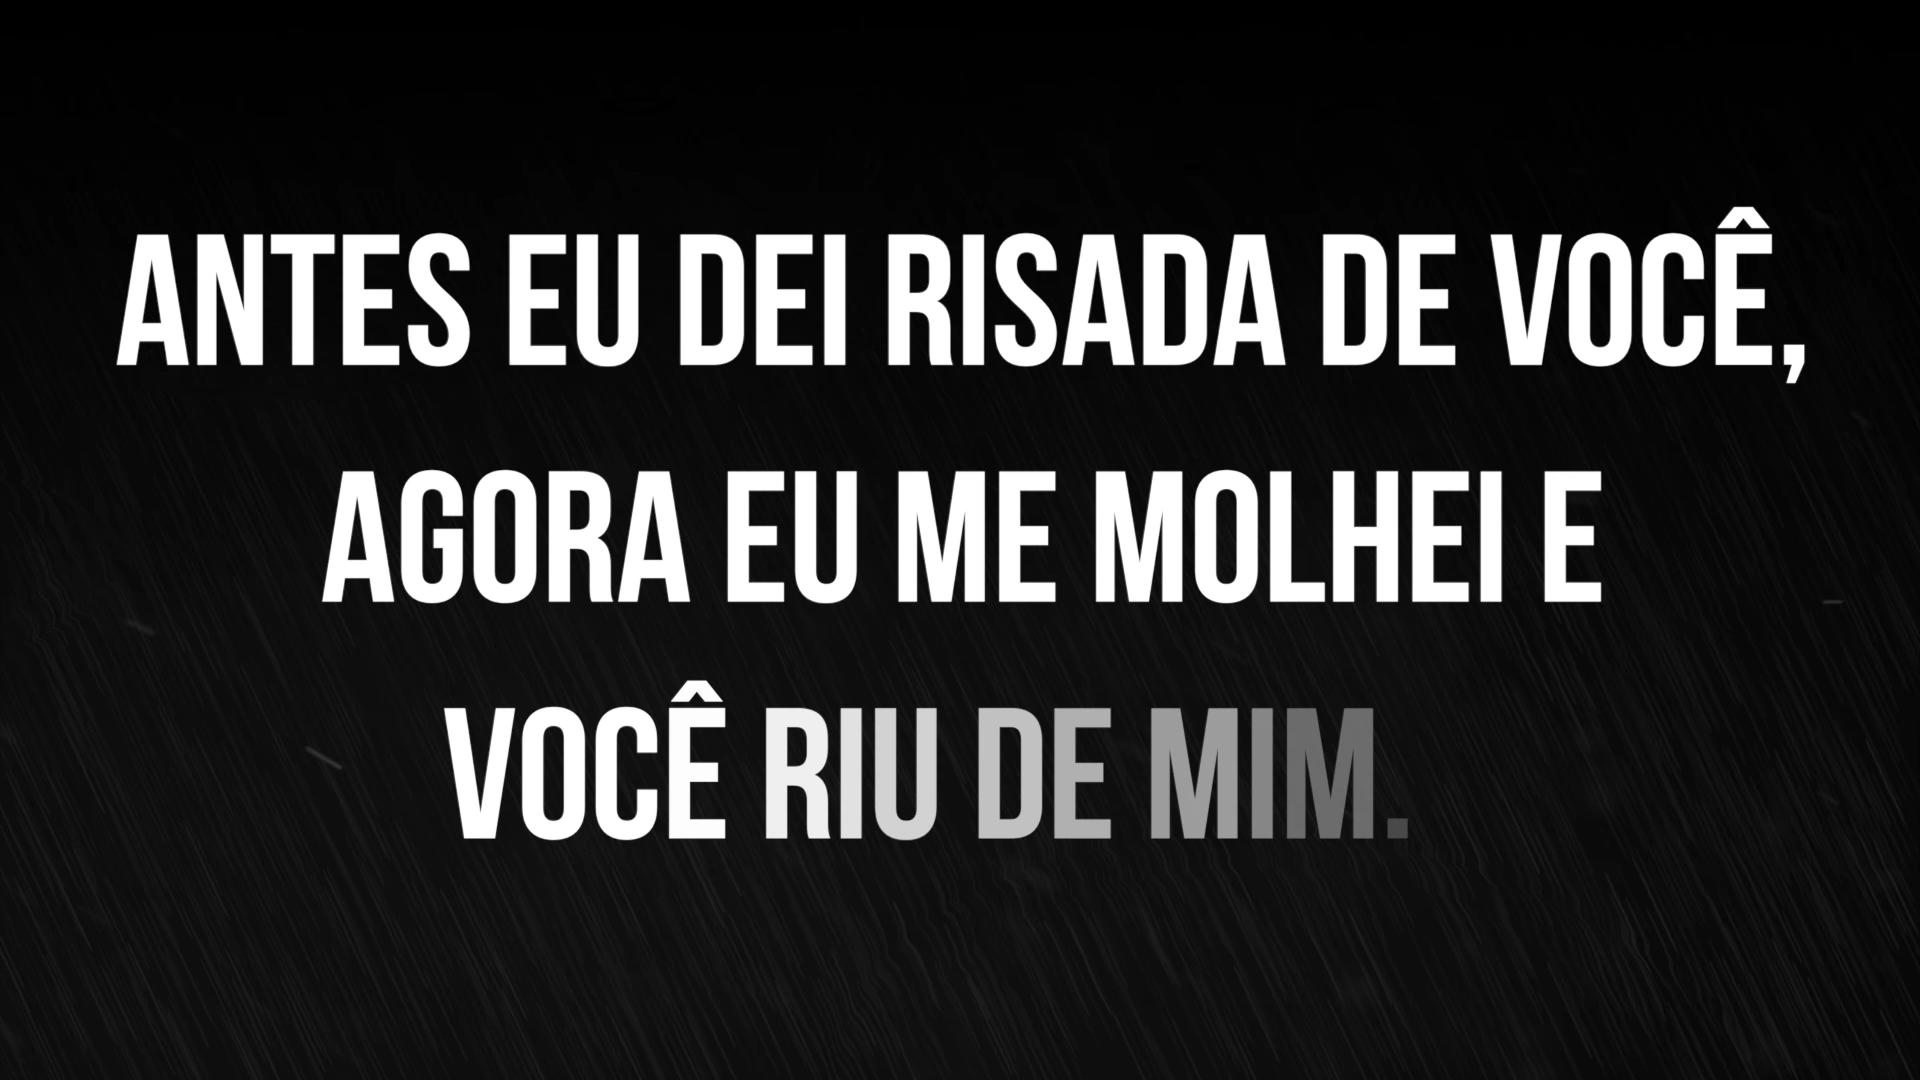 ANTES EU DEI RISADA DE VOCÊ,
AGORA EU ME MOLHEI E
VOCÊ RIU DE MIM.